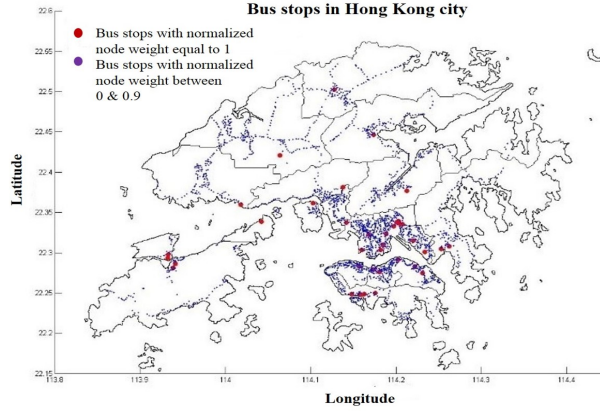 Bus stops in Hong Kong city
22.6
Bus stops with normalized
node weight equal to 1
Bus stops with normalized
node weight between
0 & 0.9
22.55
22.5
22.45
22.4
22.35
22.3
22.25
22.2
22.15
Latitude
113.8
113.9
114
114.1
114.2
114.3
114.4
Longitude